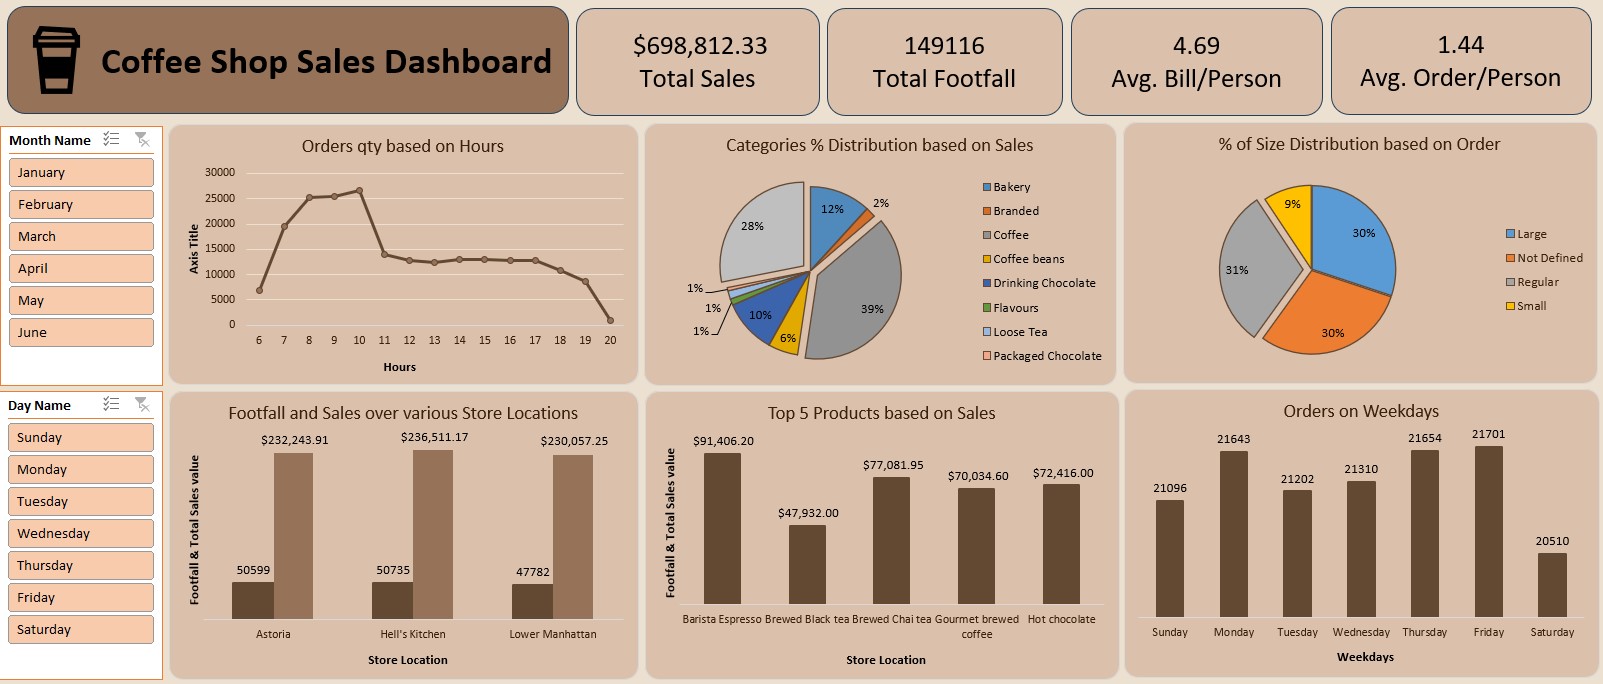 Coffee Shop Sales Dashboard
$698,812.33
Total Sales
149116
Total Footfall
4.69
Avg. Bill/Person
1.44
Avg. Order/Person
Month Name
January
February
March
April
May
June
Orders qty based on Hours
Axis Title
30000
25000
20000
15000
10000
5000
0
6 7 8 9 10 11 12 13 14 15 16 17 18 19 20
Hours
Categories % Distribution based on Sales
12%
2%
39%
6%
10%
1%
1%
1%
28%
Bakery
Branded
Coffee
Coffee beans
Drinking Chocolate
Flavours
Loose Tea
Packaged Chocolate
% of Size Distribution based on Order
30%
30%
31%
9%
Large
Not Defined
Regular
Small
Day Name
Sunday
Monday
Tuesday
Wednesday
Thursday
Friday
Saturday
Footfall and Sales over various Store Locations
Footfall & Total Sales value
$232,243.91 $236,511.17 $230,057.25
50599 50735 47782
Astoria Hell's Kitchen Lower Manhattan
Store Location
Top 5 Products based on Sales
Footfall & Total Sales value
$91,406.20 $47,932.00 $77,081.95 $70,034.60 $72,416.00
Barista Espresso Brewed Black tea Brewed Chai tea Gourmet brewed Hot chocolate
coffee
Store Location
Orders on Weekdays
21096 21643 21202 21310 21654 21701 20510
Sunday Monday Tuesday Wednesday Thursday Friday Saturday
Weekdays